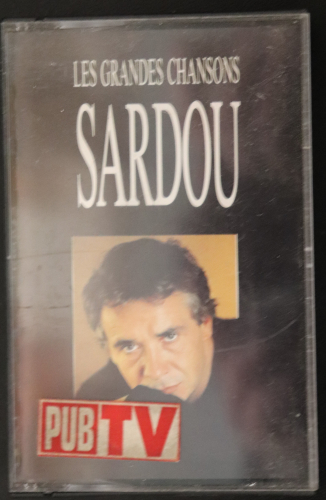 LES GRANDES CHANSONS
SARDOU
PUB TV